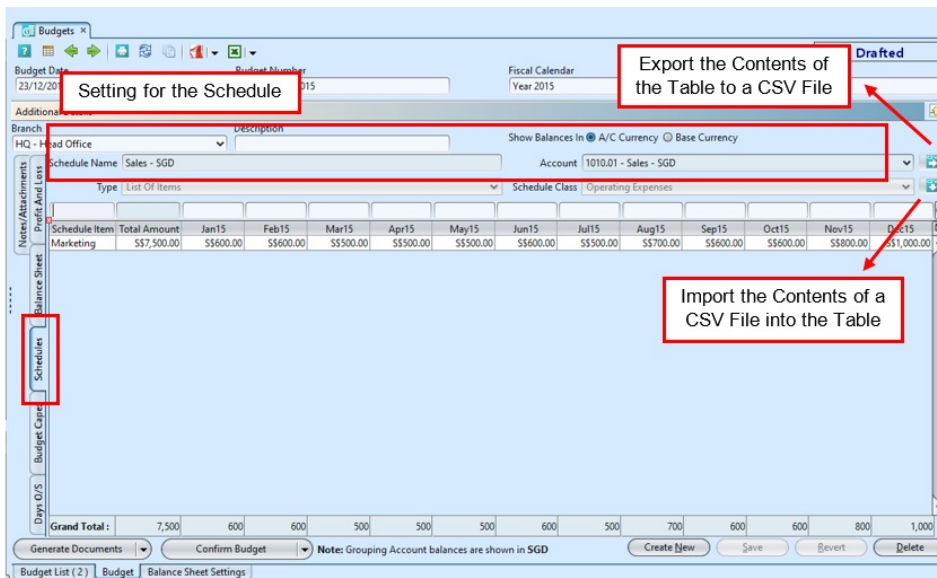 Budgets ×
Drafted
Budget Date
Budget Number
Fiscal Calendar
23/12/201
015
Year 2015
Setting for the Schedule
Export the Contents of
the Table to a CSV File
Branch
Description
Show Balances In A/C Currency Base Currency
HQ - Head Office
Schedule Name Sales - SGD Account 1010.01 - Sales - SGD
Type List Of Items Schedule Class Operating Expenses
Schedule Item Total Amount Jan15 Feb15 Mar15 Apr15 May15 Jun15 Jul15 Aug15 Sep15 Oct15 Nov15 Dec15
Marketing S$7,500.00 S$600.00 S$600.00 S$500.00 S$500.00 S$500.00 S$600.00 S$500.00 S$700.00 S$600.00 S$600.00 S$800.00 S$1,000.00
Import the Contents of a
CSV File into the Table
Notes/Attachments
Profit And Loss
Balance Sheet
Schedules
Budget Capex
Days O/S
Grand Total : 7,500 600 600 500 500 500 600 500 700 600 600 800 1,000
Generate Documents Confirm Budget Note: Grouping Account balances are shown in SGD Create New Save Revert Delete
Budget List ( 2 ) Budget Balance Sheet Settings